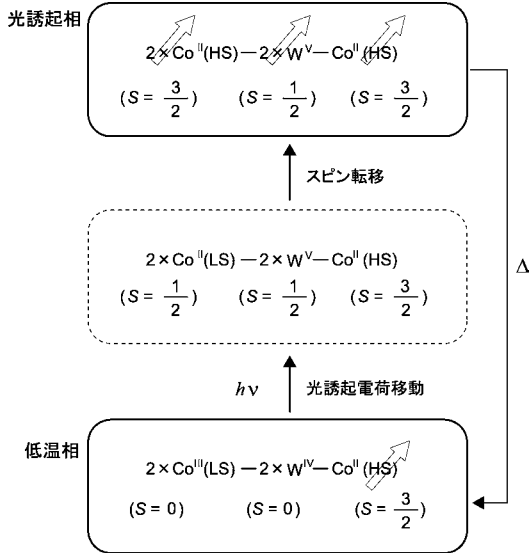 光誘起相
2×Co^II(HS)—2×W^V—Co^II(HS)
(S = 3/2) (S = 1/2) (S = 3/2)
スピン転移
2×Co^II(LS)—2×W^V—Co^II(HS)
(S = 1/2) (S = 1/2) (S = 3/2)
Δ
hν 光誘起電荷移動
低温相
2×Co^III(LS)—2×W^IV—Co^II(HS)
(S = 0) (S = 0) (S = 3/2)